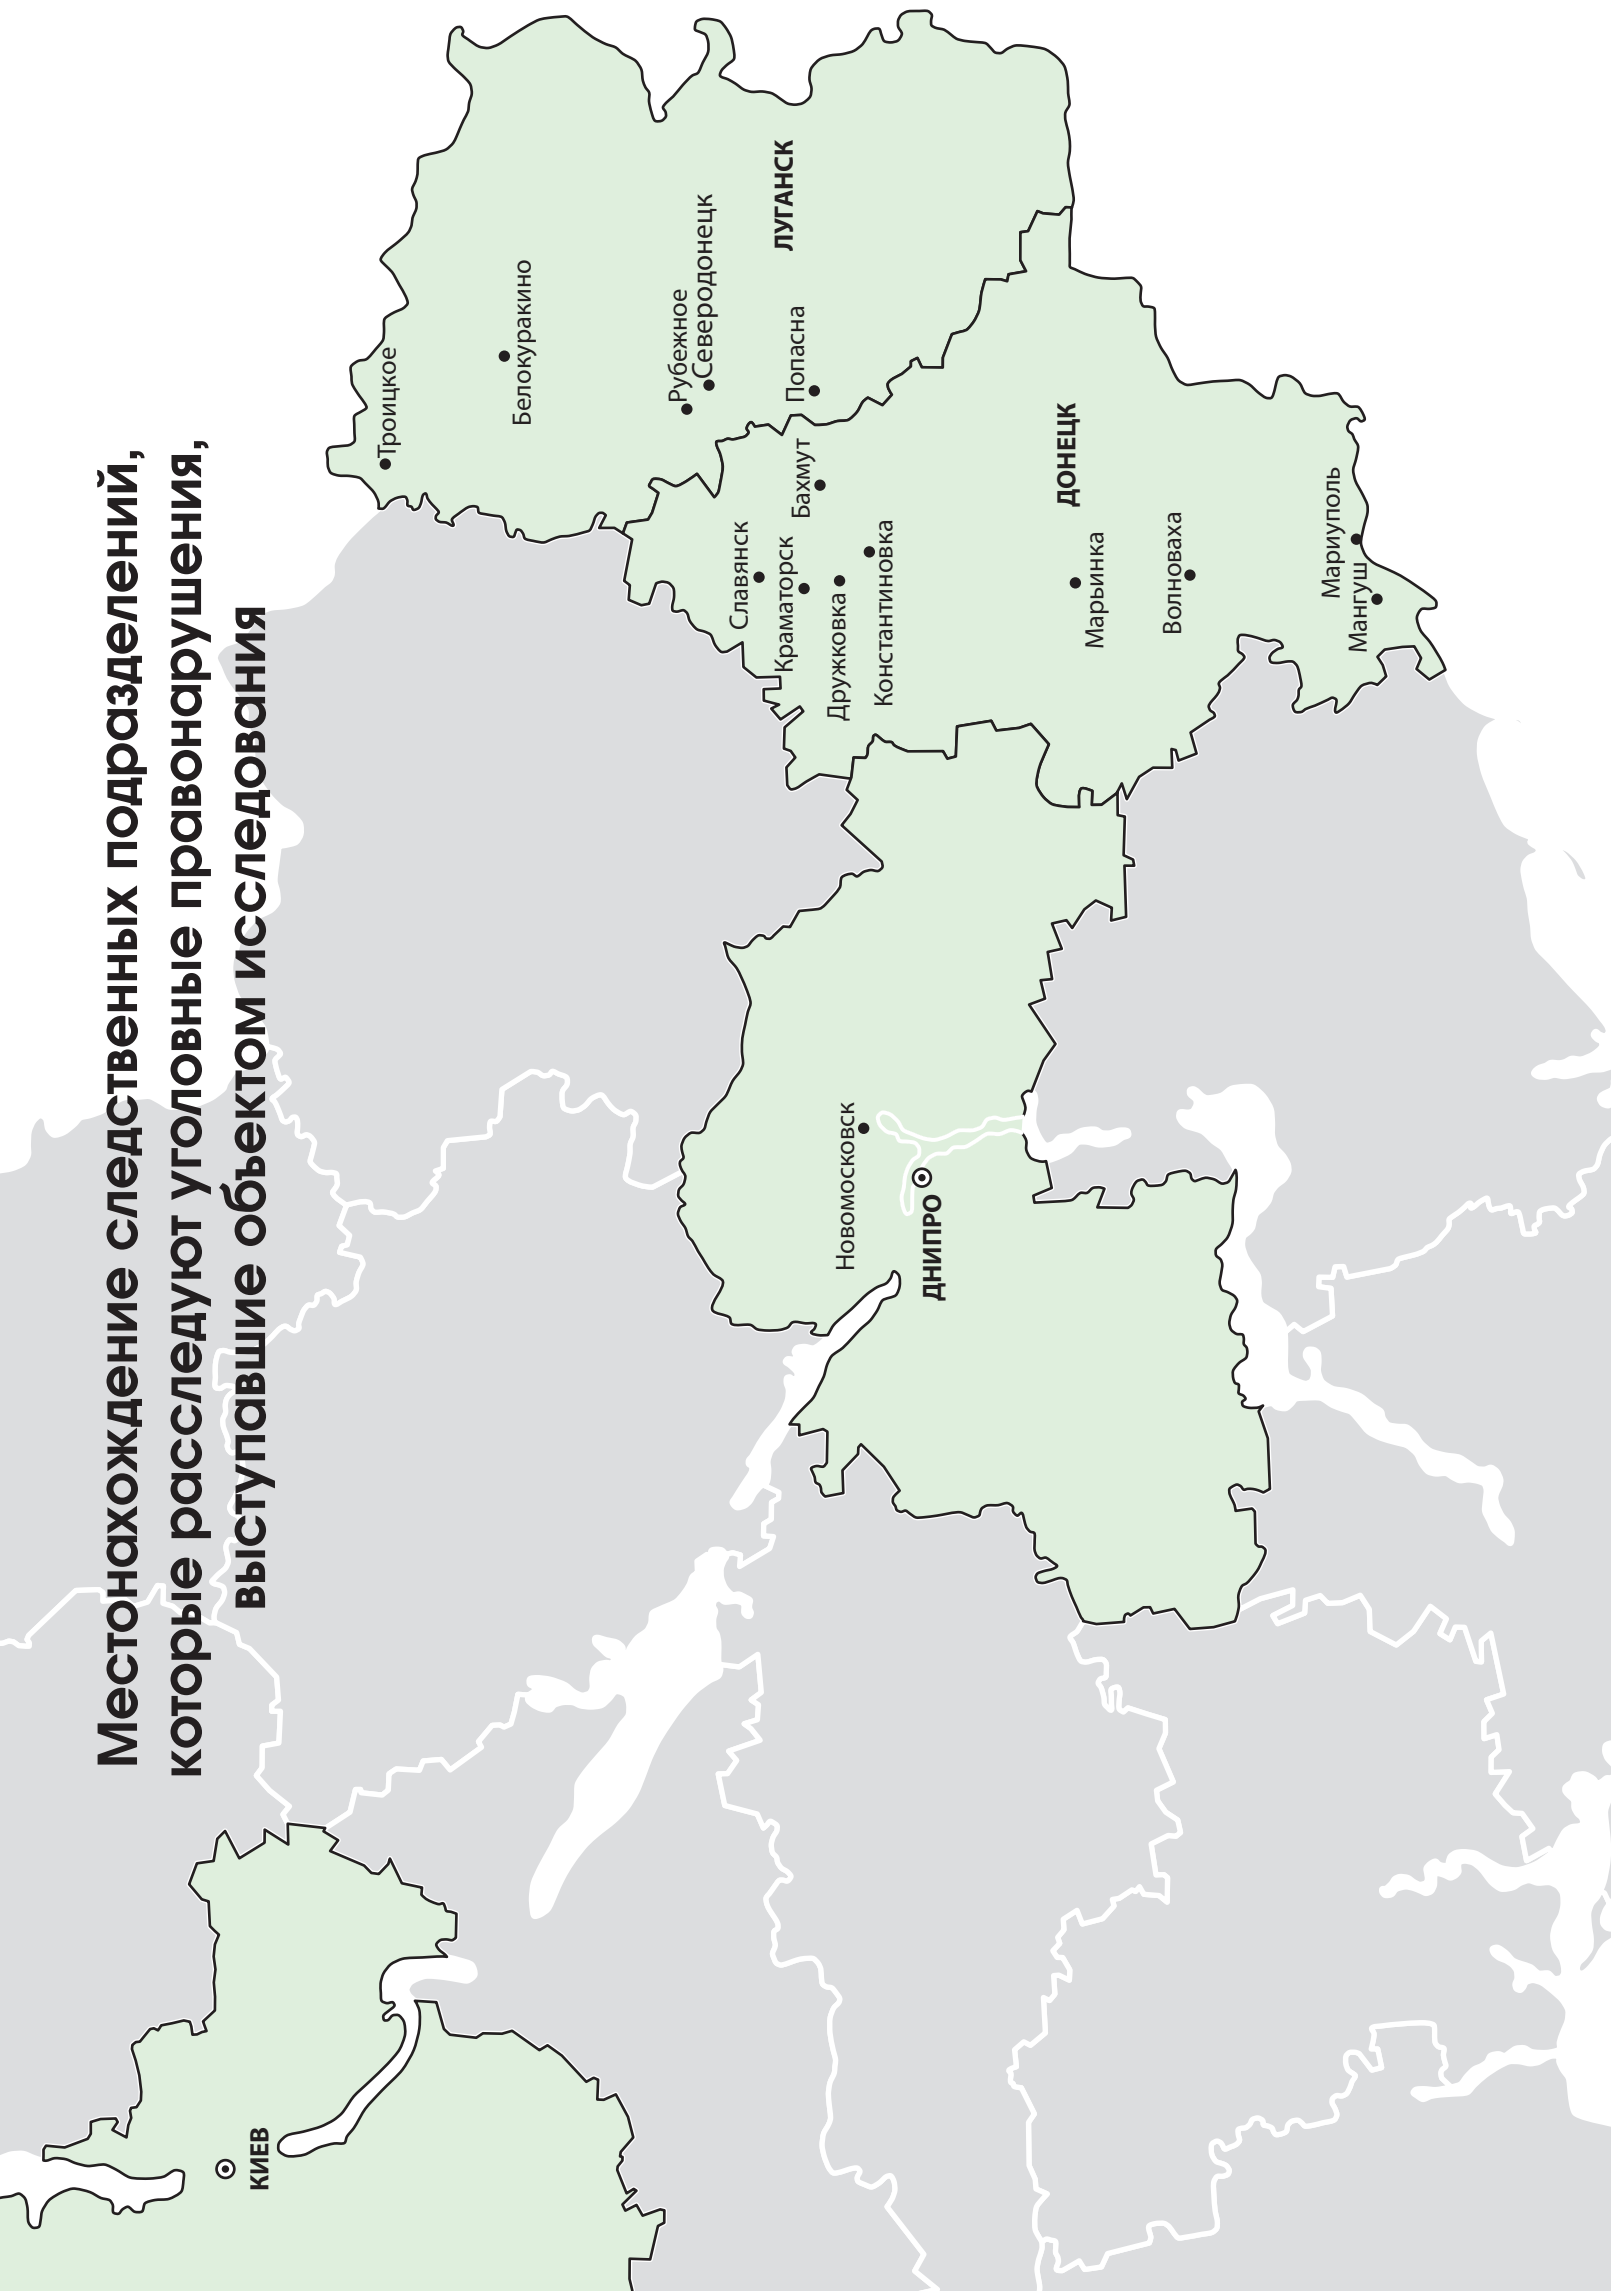 Местонахождение следственных подразделений,
которые расследуют уголовные правонарушения,
выступавшие объектом исследования
Троицкое
Белокуракино
Рубежное
Северодонецк
ЛУГАНСК
Попасна
Славянск
Бахмут
Краматорск
Дружковка
Константиновка
ДОНЕЦК
Марьинка
Волноваха
Мариуполь
Мангуш
Новомосковск
ДНИПРО
КИЕВ